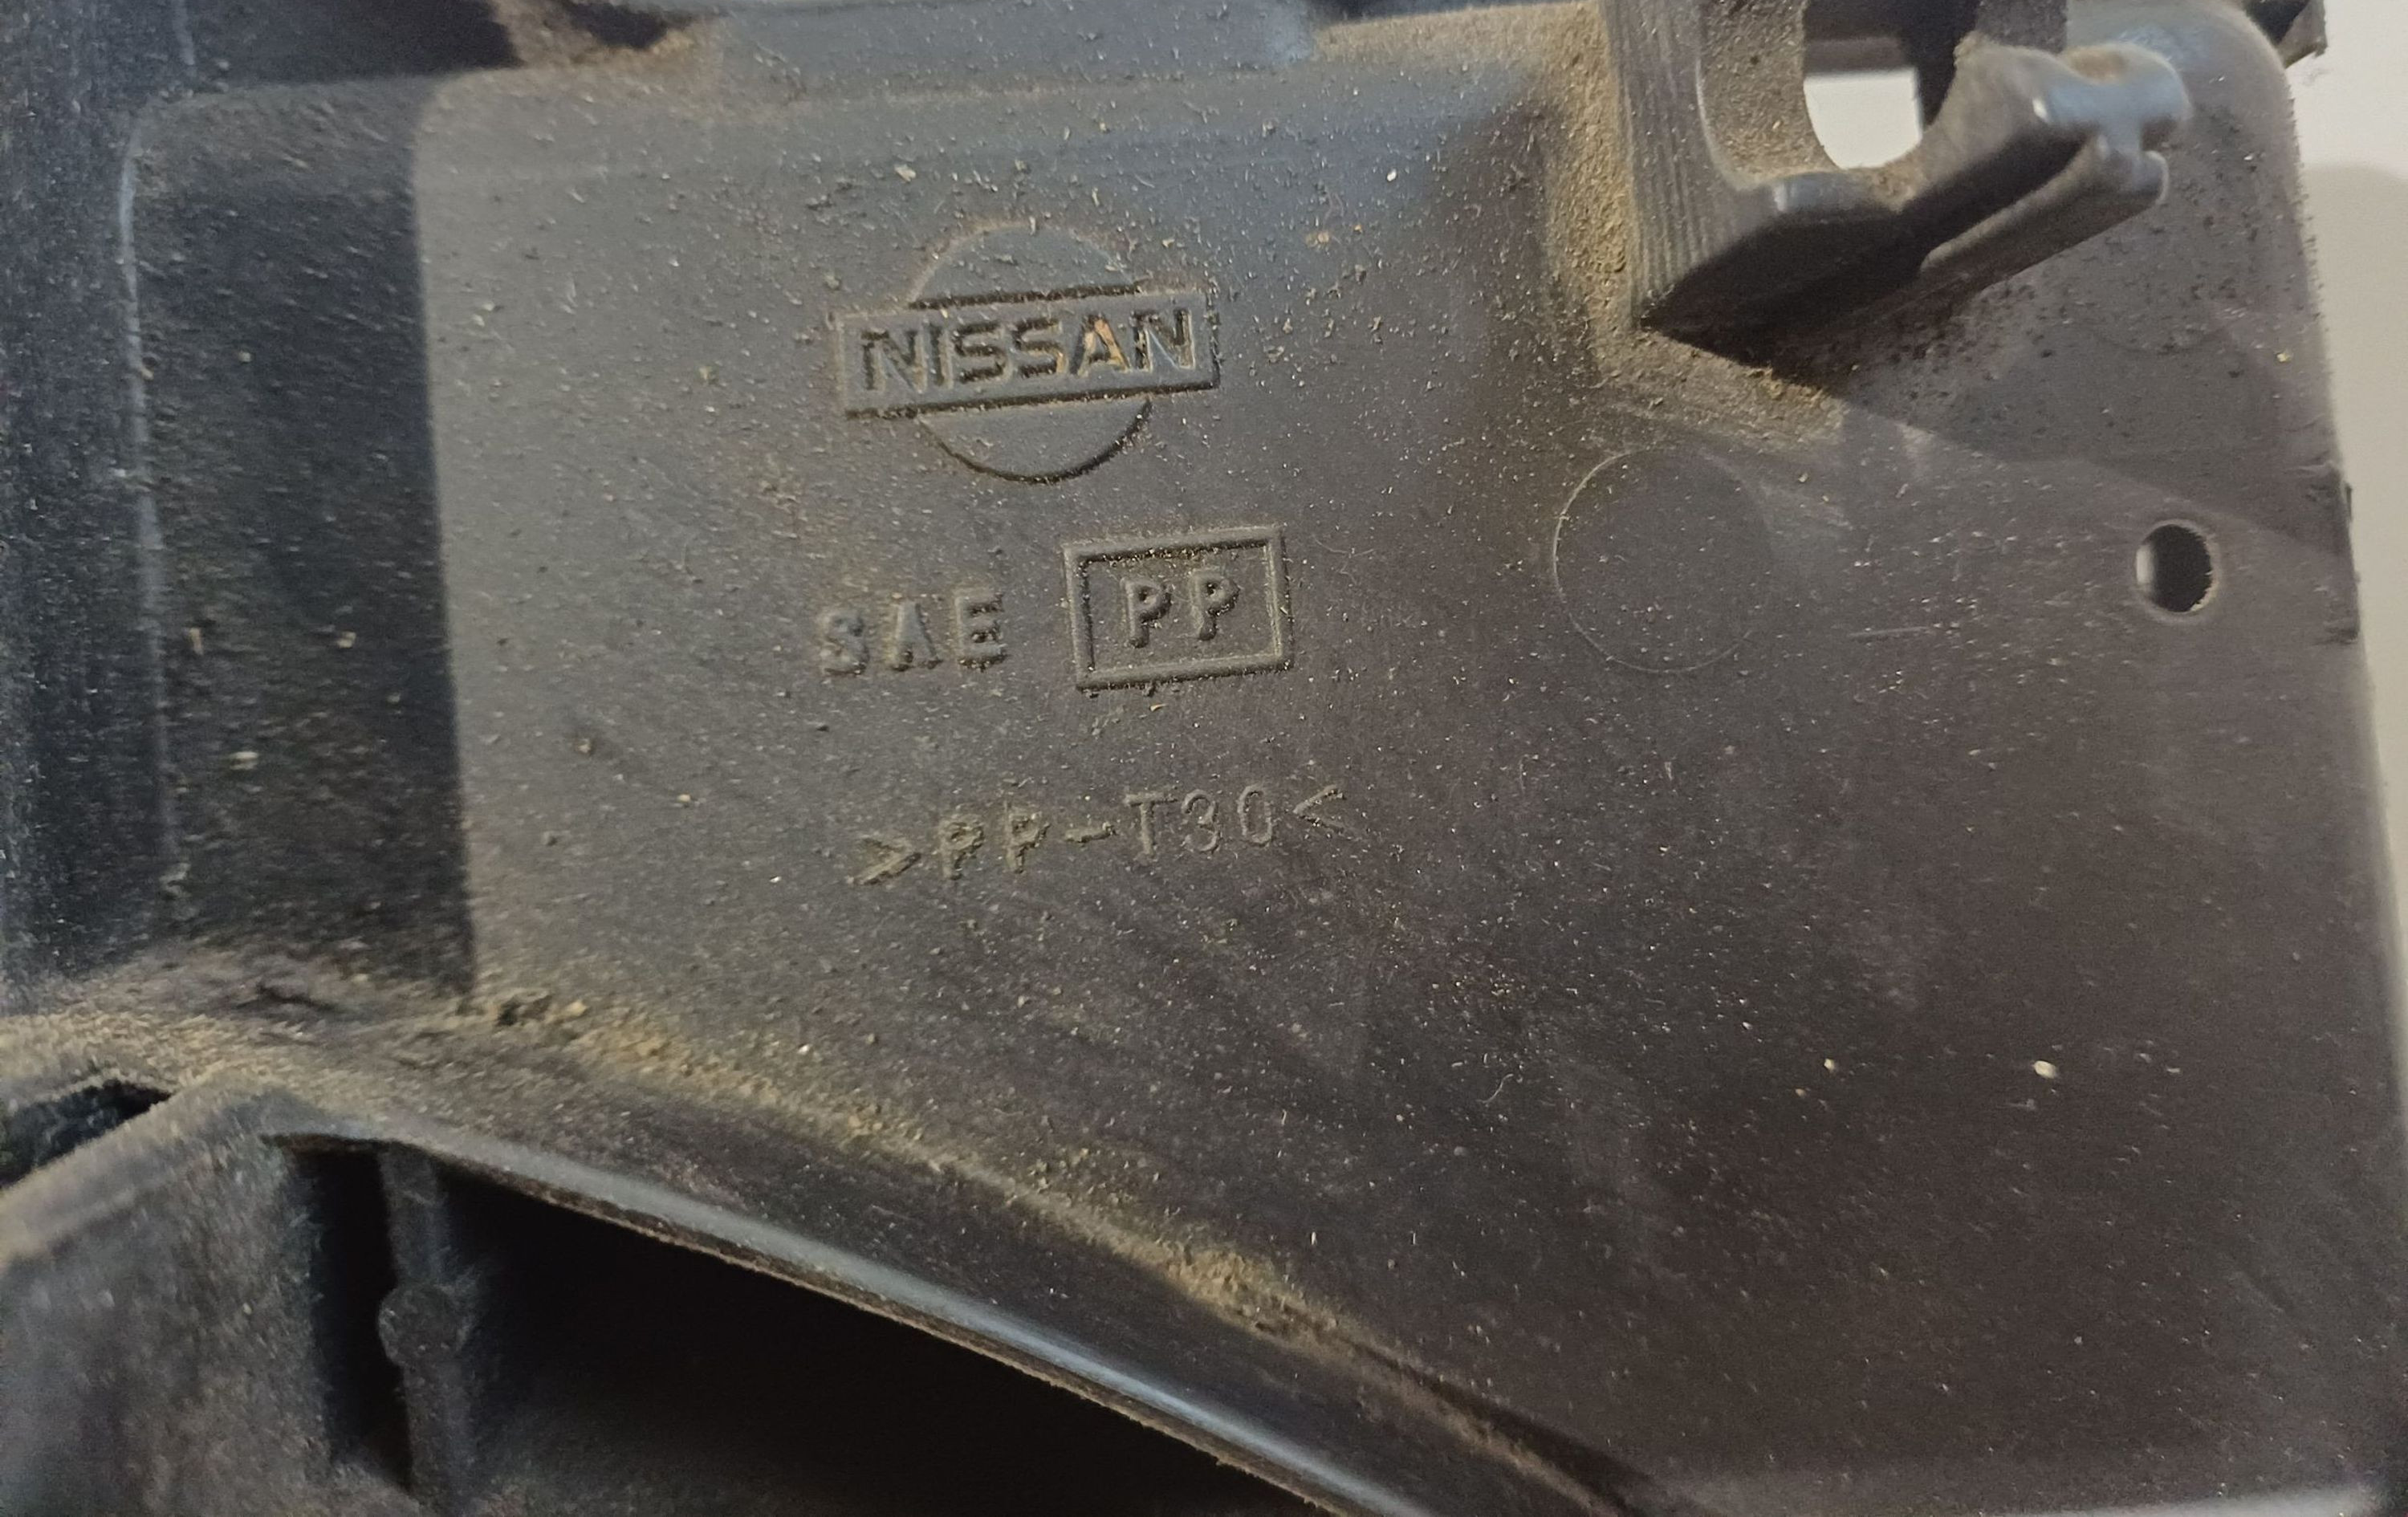 NISSAN
SAE PP
>PP-T30<